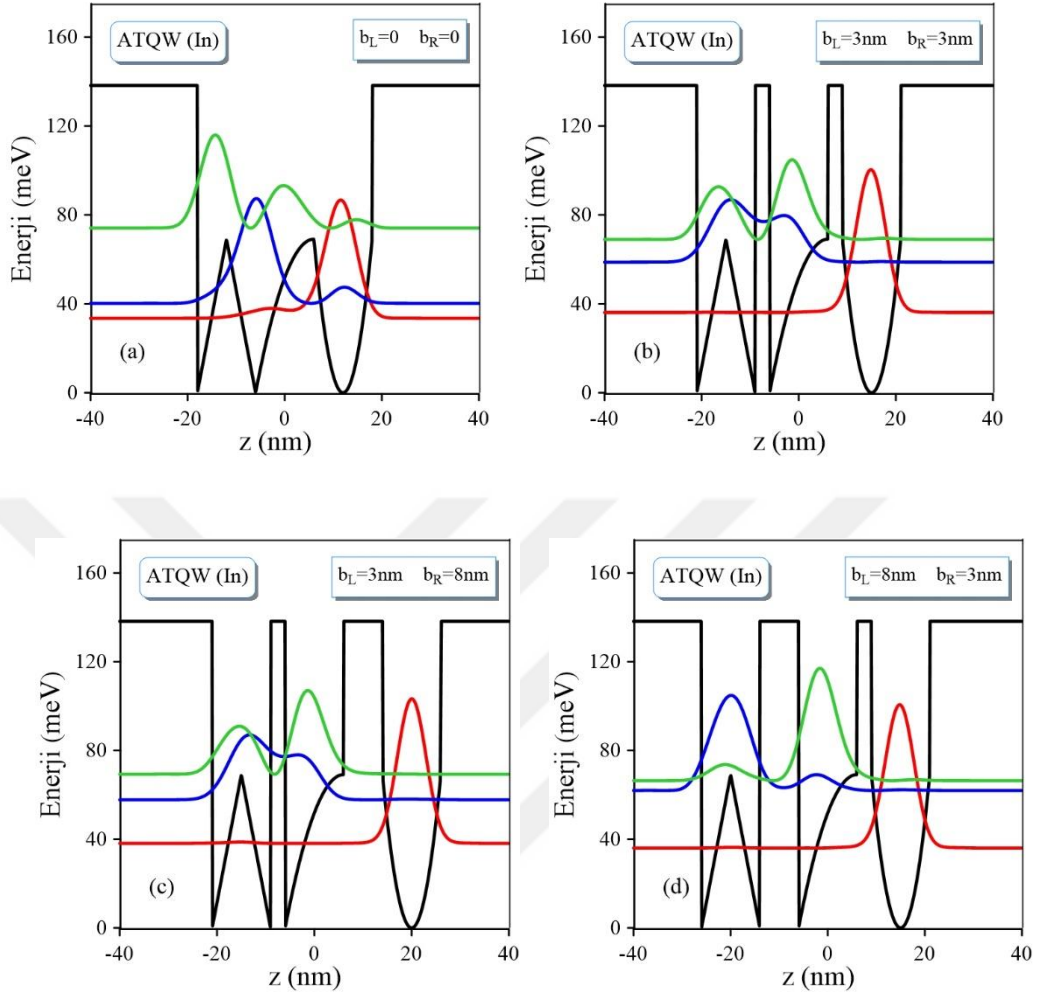 ATQW (In)
b_L=0 b_R=0
Enerji (meV)
160
120
80
40
0
(a)
-40 -20 0 20 40
z (nm)
ATQW (In)
b_L=3nm b_R=3nm
Enerji (meV)
160
120
80
40
0
(b)
-40 -20 0 20 40
z (nm)
ATQW (In)
b_L=3nm b_R=8nm
Enerji (meV)
160
120
80
40
0
(c)
-40 -20 0 20 40
z (nm)
ATQW (In)
b_L=8nm b_R=3nm
Enerji (meV)
160
120
80
40
0
(d)
-40 -20 0 20 40
z (nm)